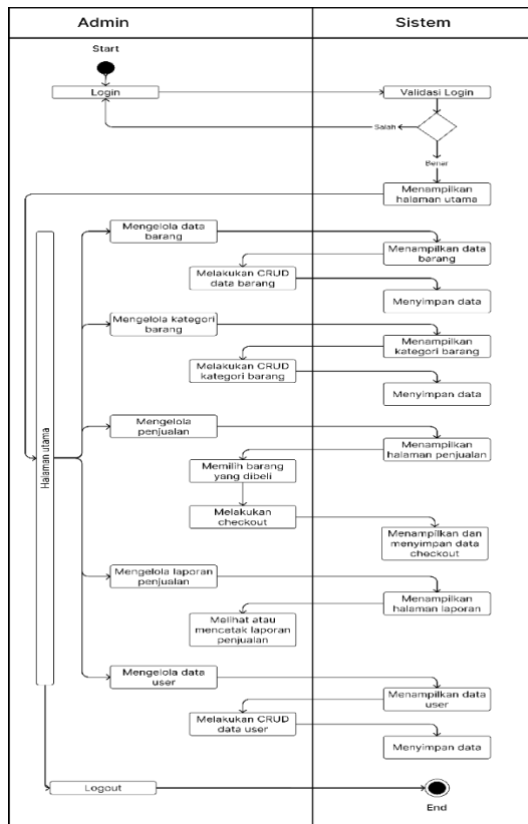 Admin
Sistem
Start
Login
Validasi Login
Salah
Benar
Menampilkan
halaman utama
Halaman utama
Mengelola data
barang
Menampilkan data
barang
Melakukan CRUD
data barang
Menyimpan data
Mengelola kategori
barang
Menampilkan
kategori barang
Melakukan CRUD
kategori barang
Menyimpan data
Mengelola
penjualan
Menampilkan
halaman penjualan
Memilih barang
yang dibeli
Melakukan
checkout
Menampilkan dan
menyimpan data
checkout
Mengelola laporan
penjualan
Menampilkan
halaman laporan
Melihat atau
mencetak laporan
penjualan
Mengelola data
user
Menampilkan data
user
Melakukan CRUD
data user
Menyimpan data
Logout
End